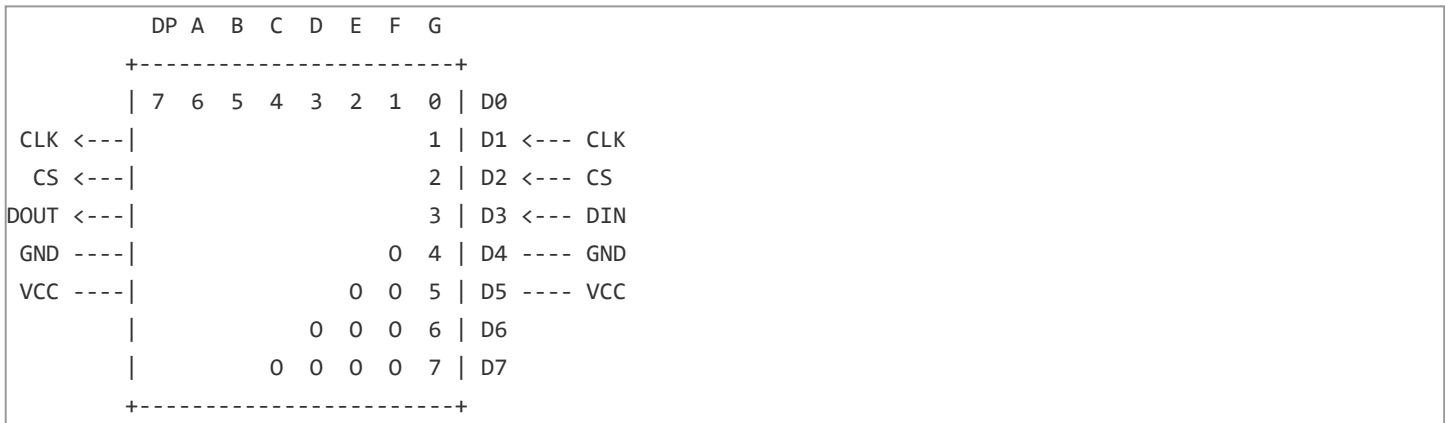 DP A B C D E F G
+------------------------+
| 7 6 5 4 3 2 1 0 | D0
CLK <---| 1 | D1 <--- CLK
CS <---| 2 | D2 <--- CS
DOUT <---| 3 | D3 <--- DIN
GND ----| O 4 | D4 ---- GND
VCC ----| O O 5 | D5 ---- VCC
| O O O 6 | D6
| O O O O 7 | D7
+------------------------+